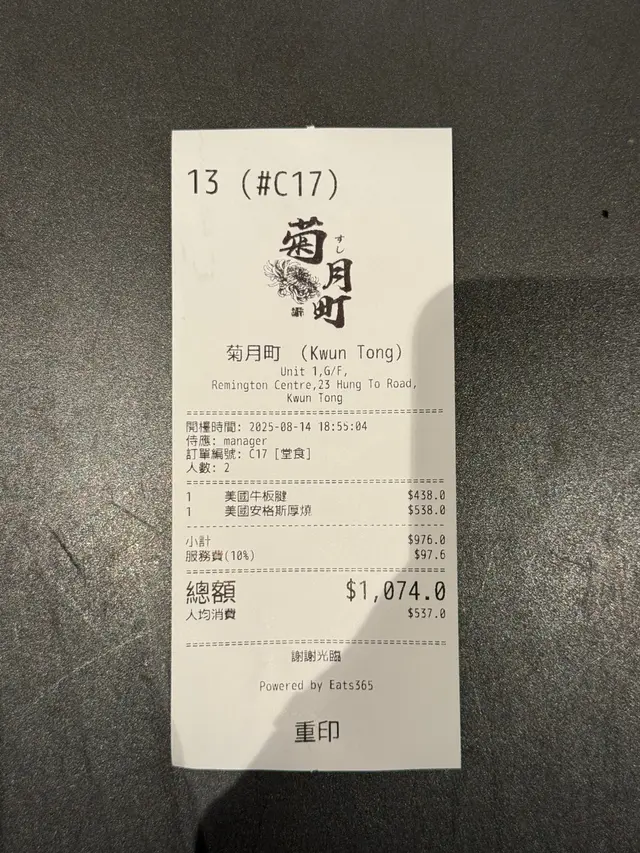 13 (#C17)
菊月町
すし
菊月町 (Kwun Tong)
Unit 1,G/F,
Remington Centre,23 Hung To Road,
Kwun Tong
開檯時間: 2025-08-14 18:55:04
侍應: manager
訂單編號: C17 [堂食]
人數: 2
1 美國牛板腱 $438.0
1 美國安格斯厚燒 $538.0
小計 $976.0
服務費(10%) $97.6
總額 $1,074.0
人均消費 $537.0
謝謝光臨
Powered by Eats365
重印